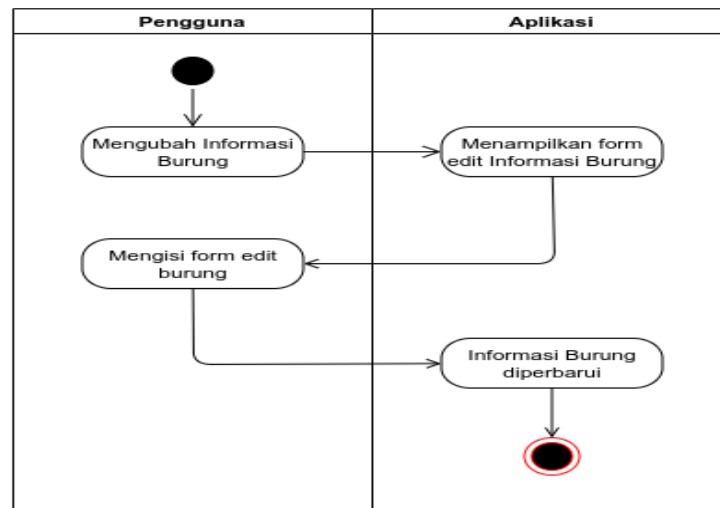 Pengguna
Aplikasi
Mengubah Informasi
Burung
Menampilkan form
edit Informasi Burung
Mengisi form edit
burung
Informasi Burung
diperbarui